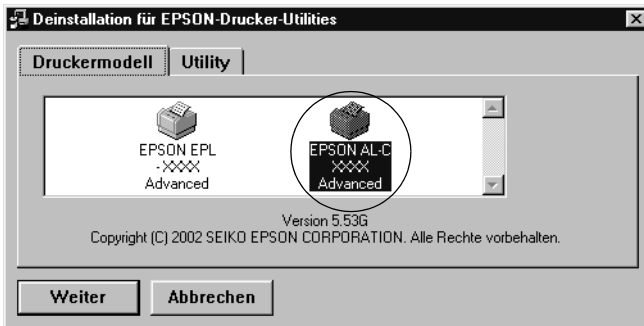 Deinstallation für EPSON-Drucker-Utilities
Druckermodell Utility
EPSON EPL EPSON AL-C
-XXXX XXXX
Advanced Advanced
Version 5.53G
Copyright (C) 2002 SEIKO EPSON CORPORATION. Alle Rechte vorbehalten.
Weiter Abbrechen